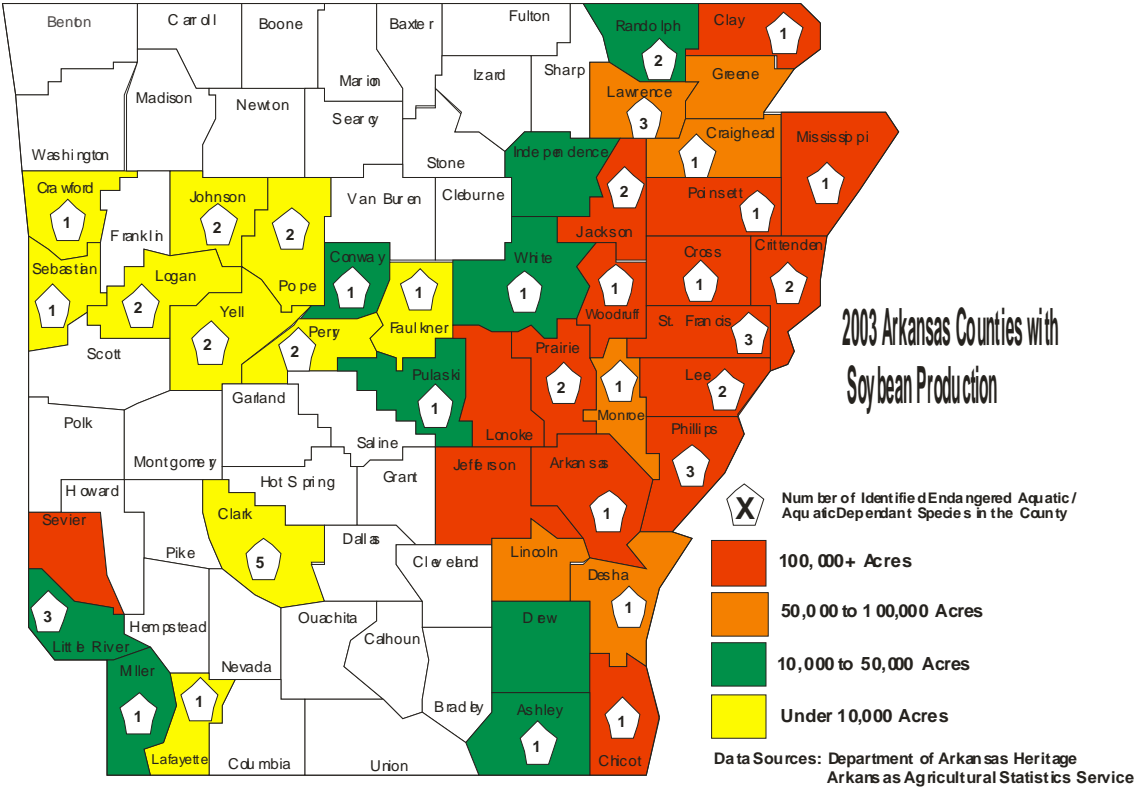 Benton
Carroll
Boone
Baxter
Fulton
Randolph
Clay
1
2
Marion
Izard
Sharp
Greene
Madison
Newton
Searcy
Lawrence
3
Craighead
1
Mississippi
1
Washington
Stone
Independence
Crawford
1
Johnson
2
Van Buren
Cleburne
2
Jackson
Poinsett
1
Franklin
2
Pope
Sebastian
1
Logan
2
Conway
1
1
Faulkner
White
1
1
Woodruff
Cross
1
Crittenden
2
Yell
2
Perry
2
St. Francis
3
Scott
Prairie
2
Pulaski
1
1
Monroe
Lee
2
Garland
Polk
Saline
Lonoke
Phillips
3
Montgomery
Hot Spring
Grant
Jefferson
Arkansas
1
Howard
Sevier
Clark
5
Dallas
Pike
Cleveland
Lincoln
Desha
1
3
Little River
Hempstead
Ouachita
Calhoun
Drew
Miller
1
Nevada
1
Lafayette
Bradley
Ashley
1
1
Chicot
Columbia
Union
2003 Arkansas Counties with
Soybean Production
X
Number of Identified Endangered Aquatic/
Aquatic Dependant Species in the County
100,000+ Acres
50,000 to 100,000 Acres
10,000 to 50,000 Acres
Under 10,000 Acres
Data Sources: Department of Arkansas Heritage
Arkansas Agricultural Statistics Service